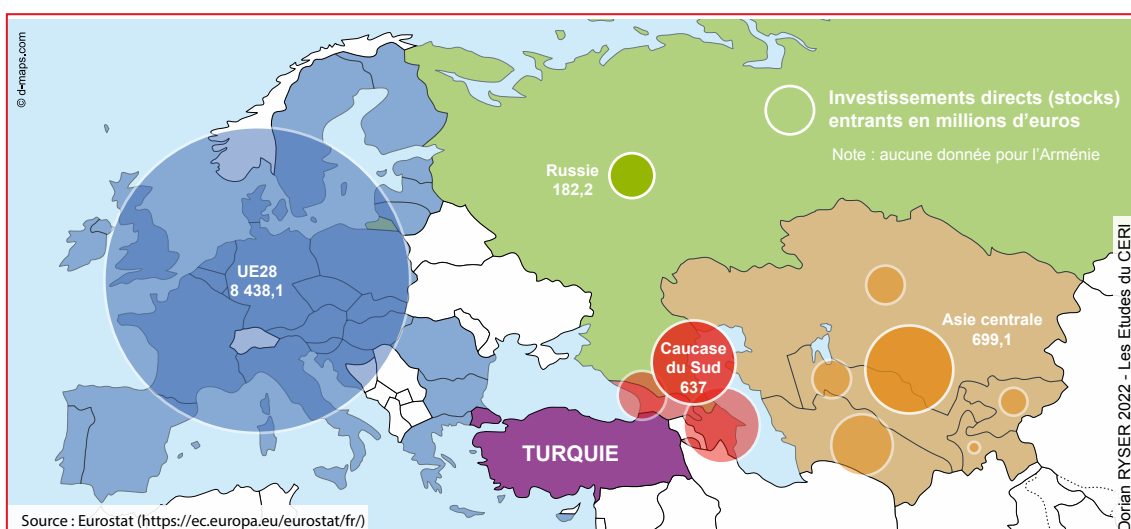 © d-maps.com
Investissements directs (stocks)
entrants en millions d'euros
Note : aucune donnée pour l'Arménie
Russie
182,2
UE28
8 438,1
Asie centrale
699,1
Caucase
du Sud
637
TURQUIE
Dorian RYSER 2022 - Les Etudes du CERI
Source : Eurostat (https://ec.europa.eu/eurostat/fr/)